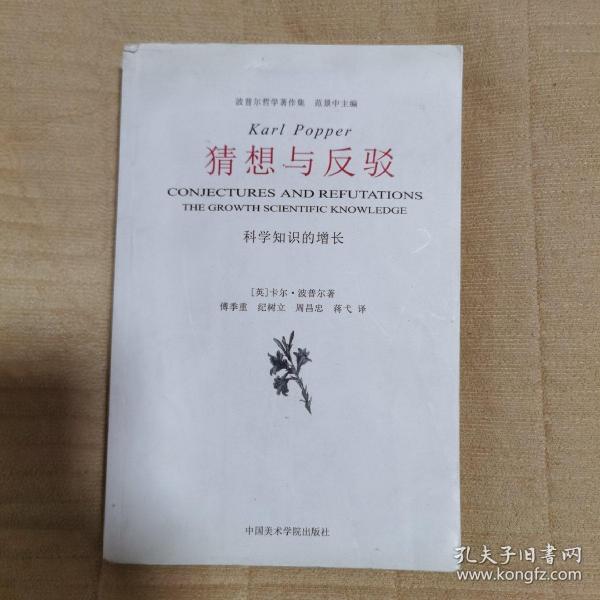 波普尔哲学著作集 范景中主编
Karl Popper
猜想与反驳
CONJECTURES AND REFUTATIONS
THE GROWTH SCIENTIFIC KNOWLEDGE
科学知识的增长
[英]卡尔·波普尔著
傅季重 纪树立 周昌忠 蒋弋 译
中国美术学院出版社
孔夫子旧书网
www.kongfz.com